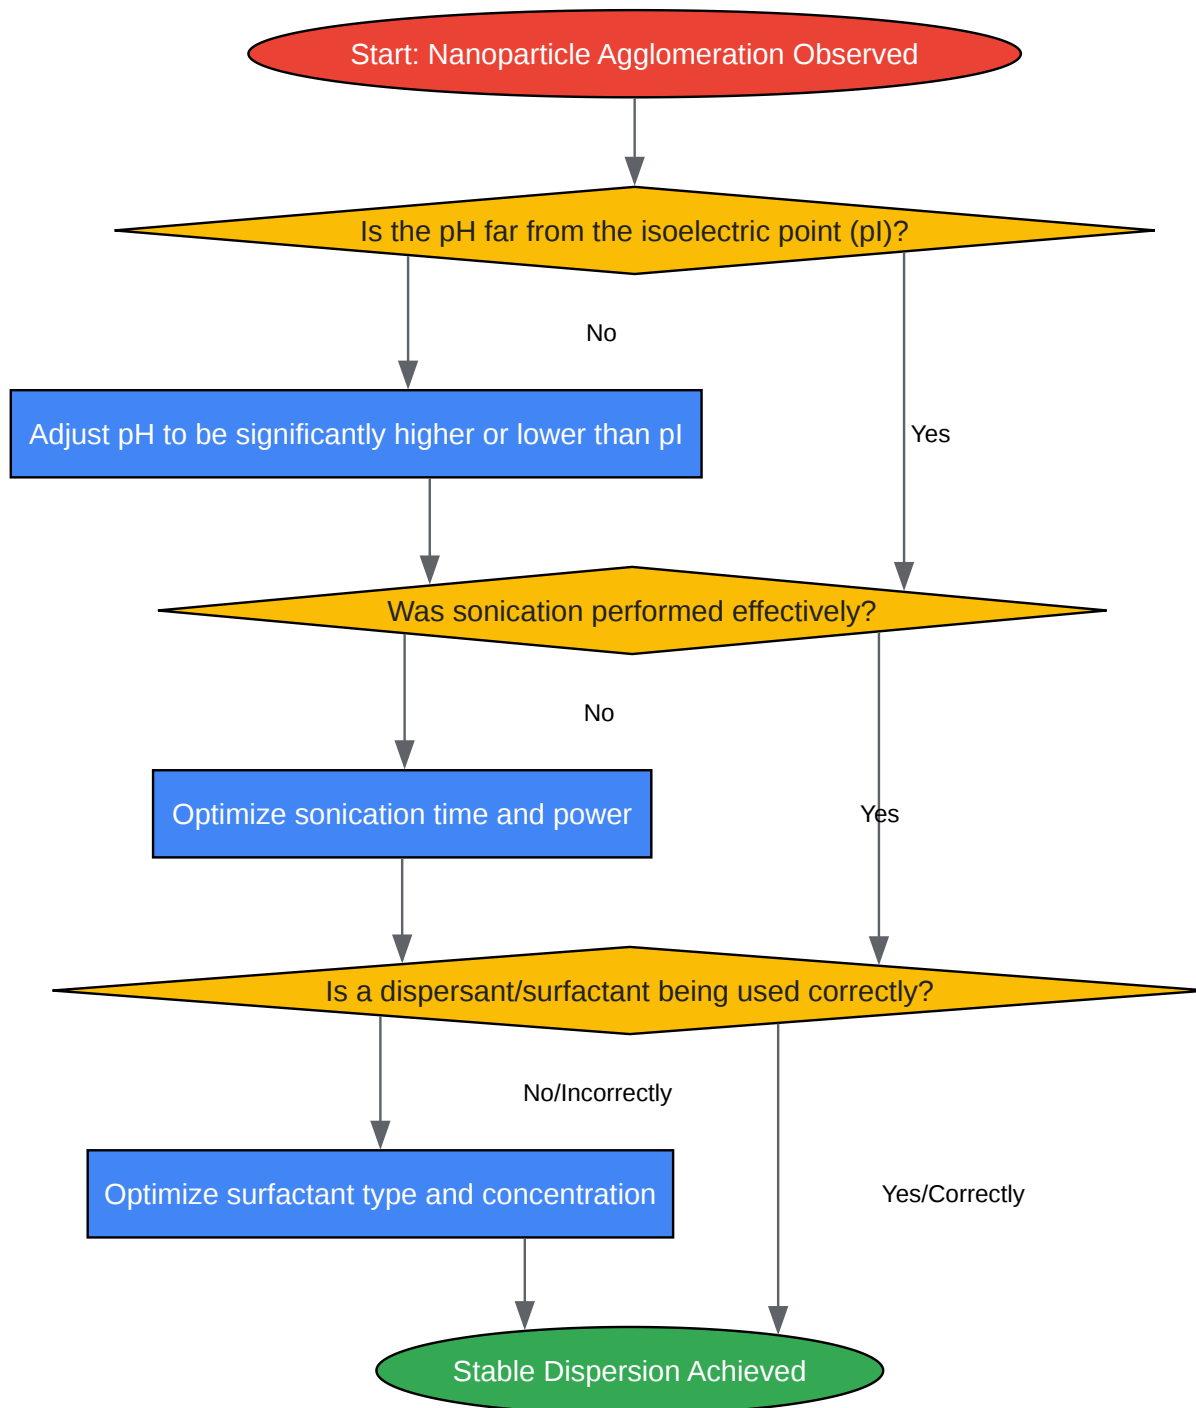 Start: Nanoparticle Agglomeration Observed
Is the pH far from the isoelectric point (pI)?
No
Adjust pH to be significantly higher or lower than pI
Yes
Was sonication performed effectively?
No
Optimize sonication time and power
Yes
Is a dispersant/surfactant being used correctly?
No/Incorrectly
Optimize surfactant type and concentration
Yes/Correctly
Stable Dispersion Achieved